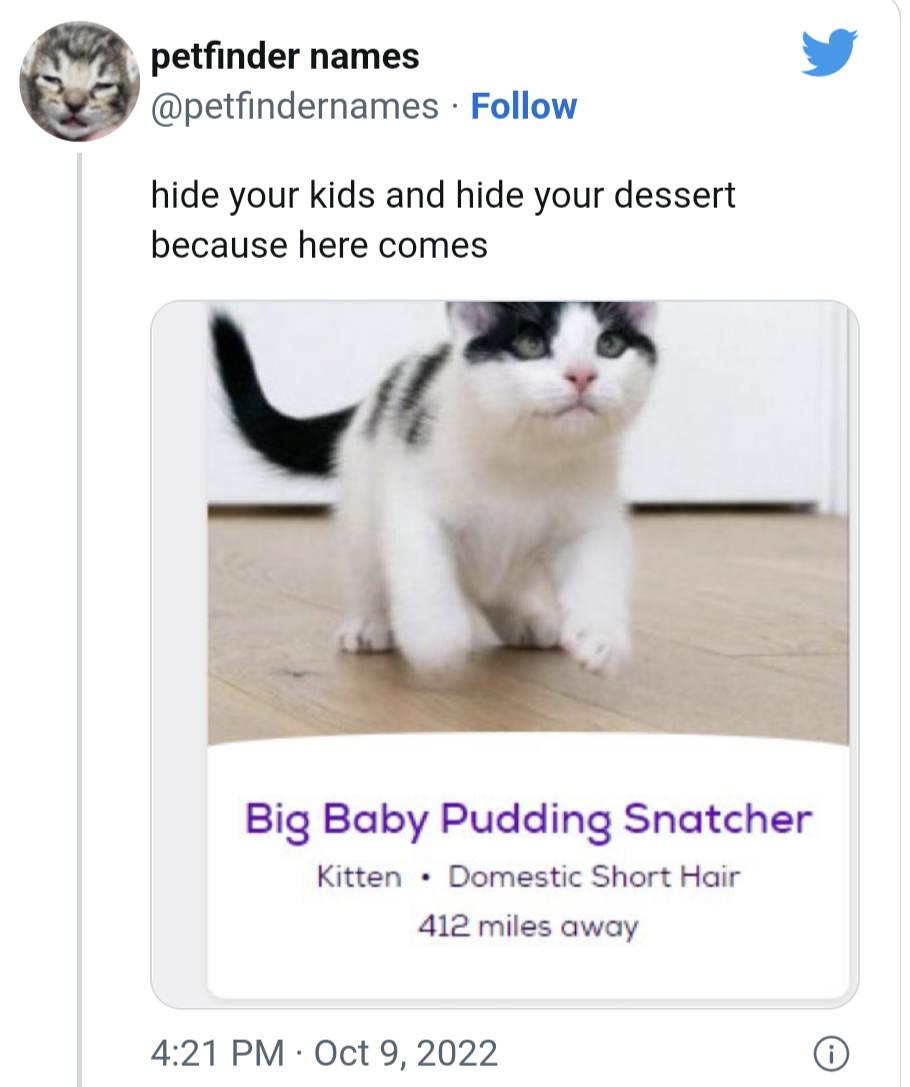 petfinder names
@petfindernames · Follow
hide your kids and hide your dessert
because here comes
Big Baby Pudding Snatcher
Kitten • Domestic Short Hair
412 miles away
4:21 PM · Oct 9, 2022